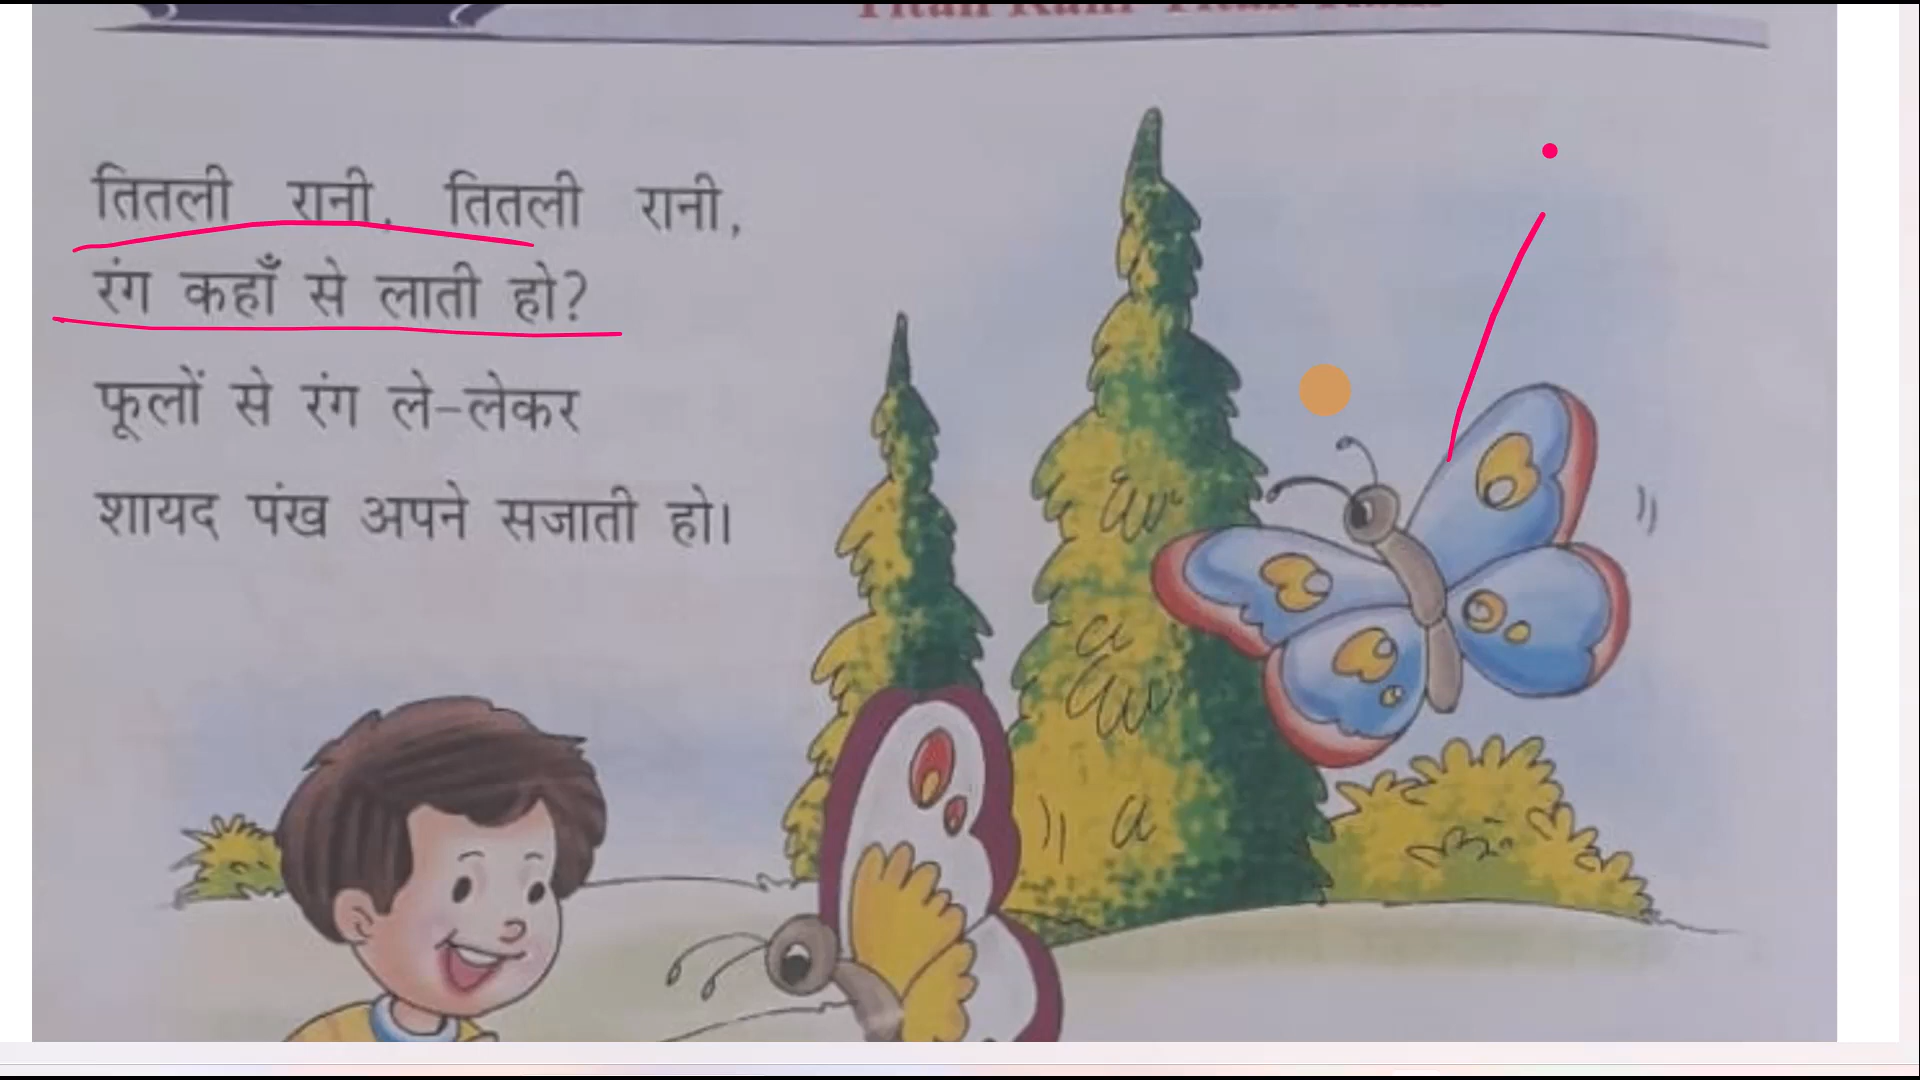 तितली रानी, तितली रानी,
रंग कहाँ से लाती हो?
फूलों से रंग ले-लेकर
शायद पंख अपने सजाती हो।